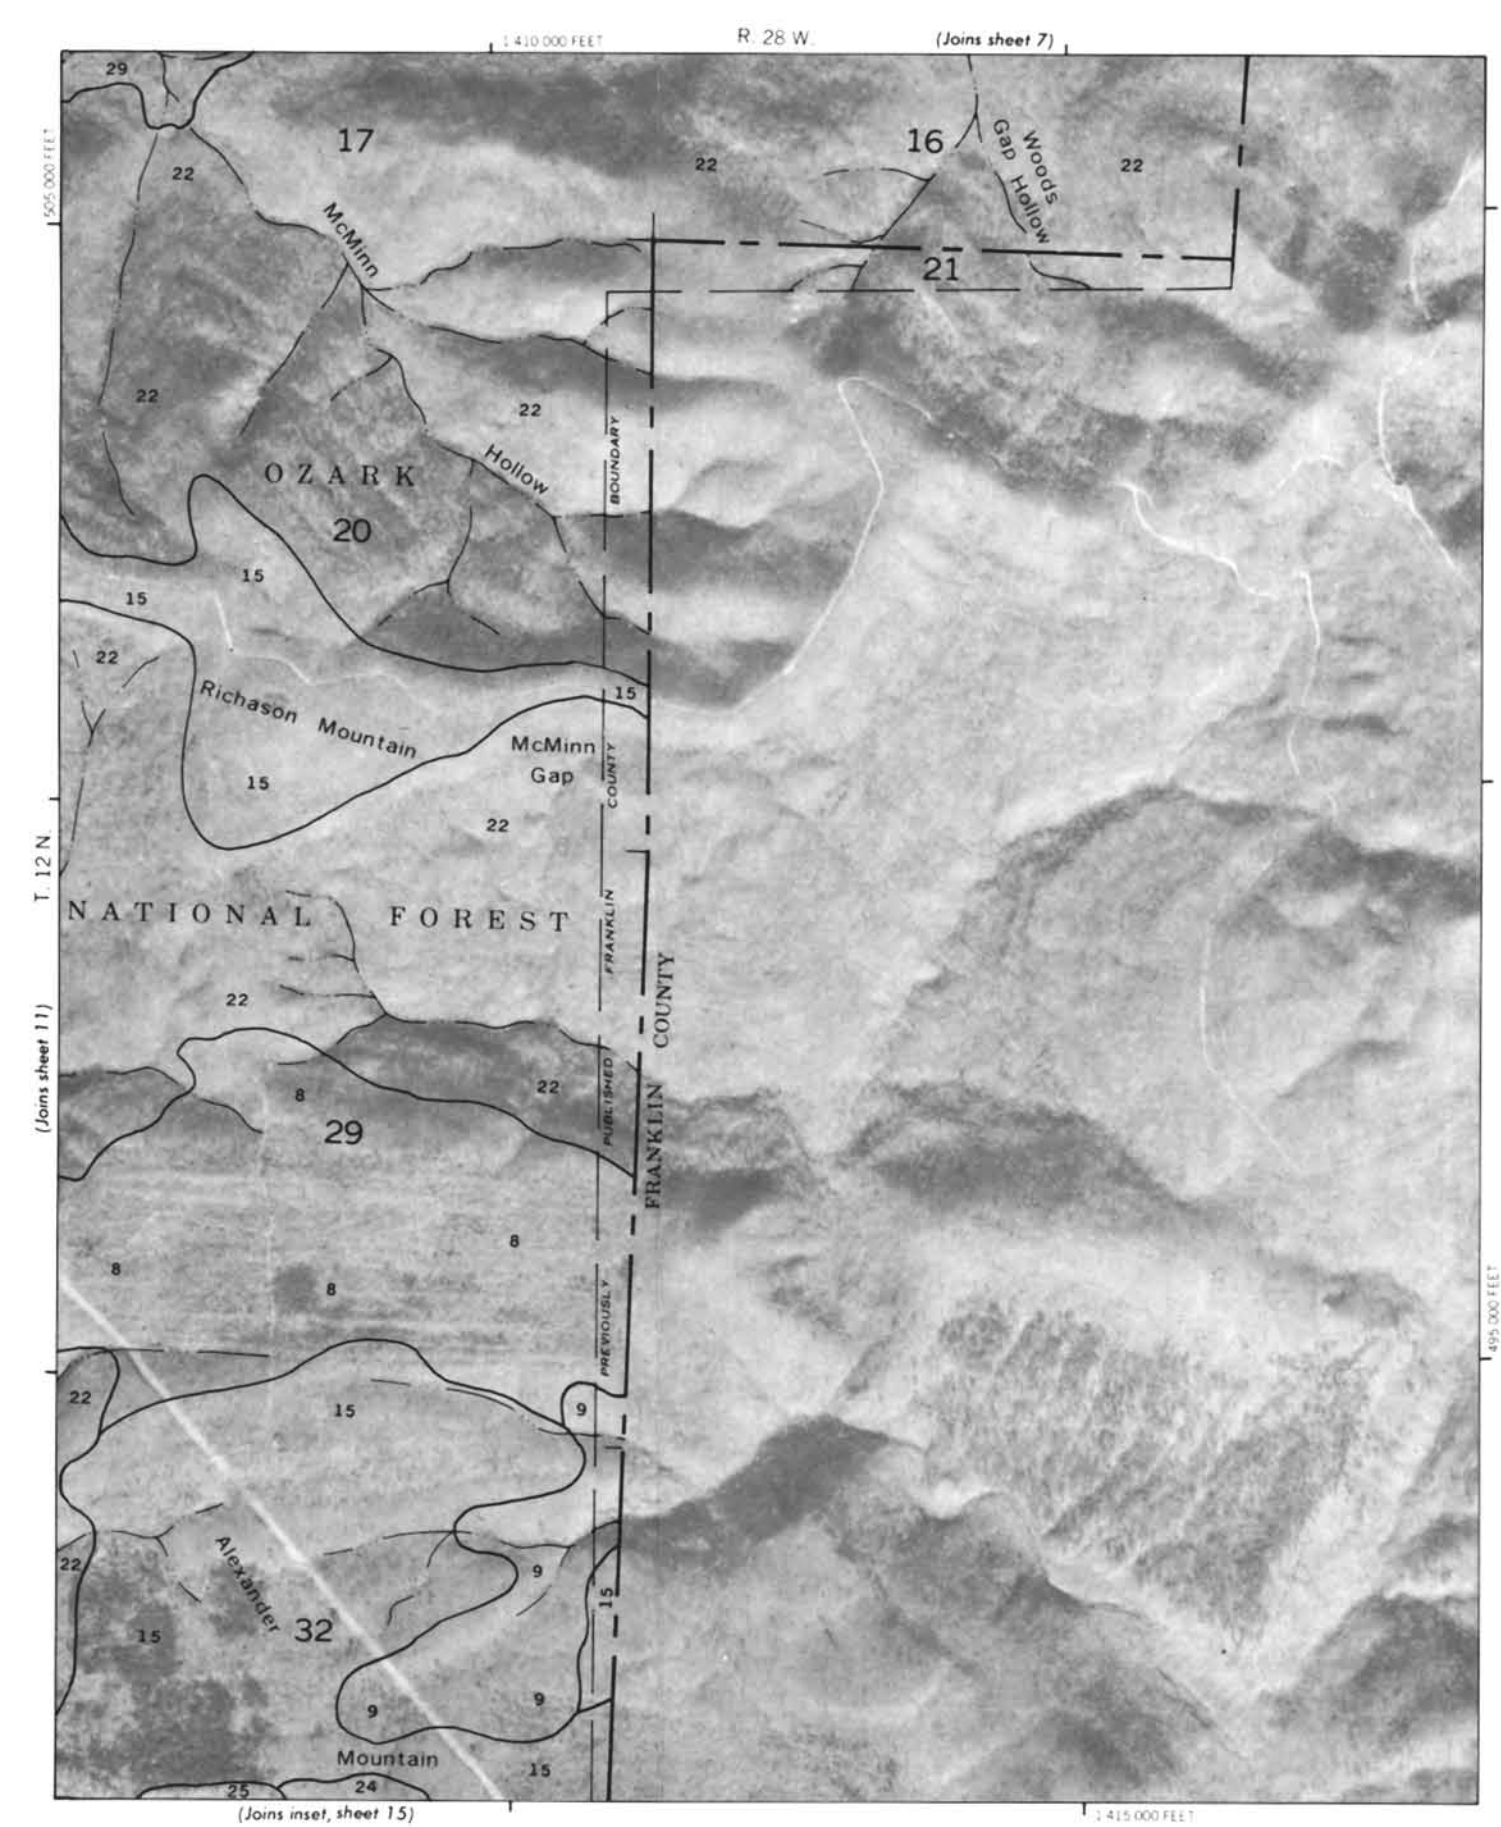 1 410 000 FEET
R. 28 W.
(Joins sheet 7)
29
17
16
Woods
Gap Hollow
22
22
22
505 000 FEET
McMinn
21
22
22
Hollow
BOUNDARY
OZARK
20
15
15
22
15
Richason Mountain
McMinn
Gap
COUNTY
15
22
T. 12 N.
NATIONAL FOREST
FRANKLIN
22
(Joins sheet 11)
FRANKLIN COUNTY
8
22
PUBLISHED
29
8
8
8
PREVIOUSLY
495 000 FEET
22
15
9
22
Alexander
9
15
32
15
9
9
Mountain
15
25
24
(Joins inset, sheet 15)
1 415 000 FEET